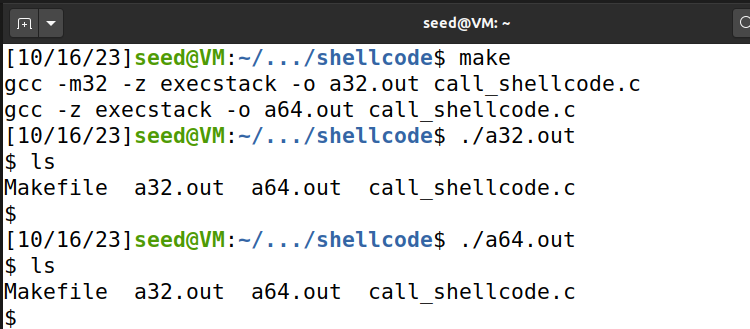 seed@VM: ~
[10/16/23]seed@VM:~/.../shellcode$ make
gcc -m32 -z execstack -o a32.out call_shellcode.c
gcc -z execstack -o a64.out call_shellcode.c
[10/16/23]seed@VM:~/.../shellcode$ ./a32.out
$ ls
Makefile  a32.out  a64.out  call_shellcode.c
$
[10/16/23]seed@VM:~/.../shellcode$ ./a64.out
$ ls
Makefile  a32.out  a64.out  call_shellcode.c
$